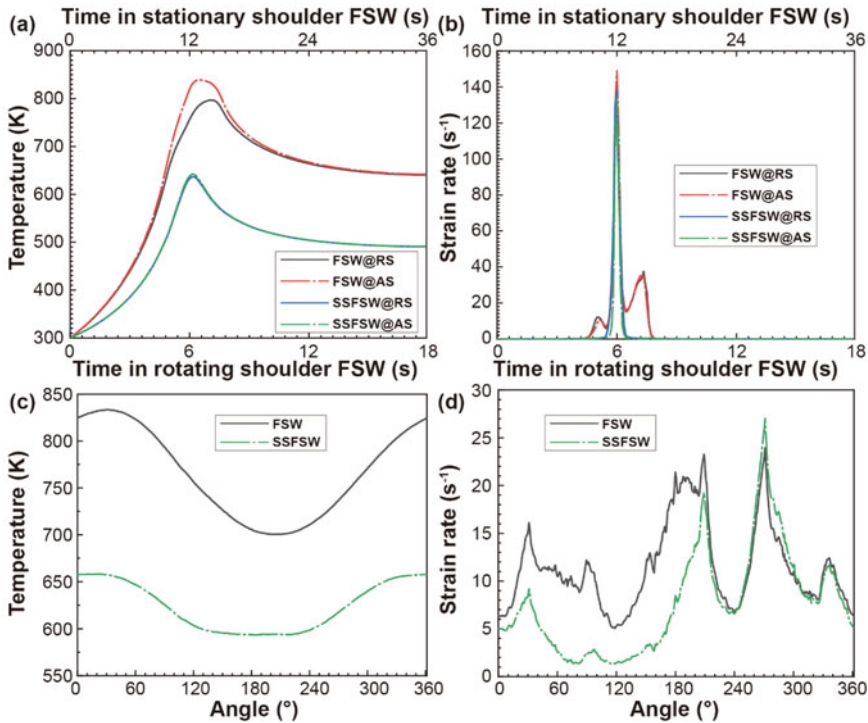 Time in stationary shoulder FSW (s)
(a)
0 12 24 36
Temperature (K)
900
800
700
600
500
400
300
FSW@RS
FSW@AS
SSFSW@RS
SSFSW@AS
0 6 12 18
Time in rotating shoulder FSW (s)
Time in stationary shoulder FSW (s)
(b)
0 12 24 36
Strain rate (s⁻¹)
160
140
120
100
80
60
40
20
0
FSW@RS
FSW@AS
SSFSW@RS
SSFSW@AS
0 6 12 18
Time in rotating shoulder FSW (s)
(c)
Temperature (K)
850
800
750
700
650
600
550
FSW
SSFSW
0 60 120 180 240 300 360
Angle (°)
(d)
Strain rate (s⁻¹)
30
25
20
15
10
5
0
FSW
SSFSW
0 60 120 180 240 300 360
Angle (°)